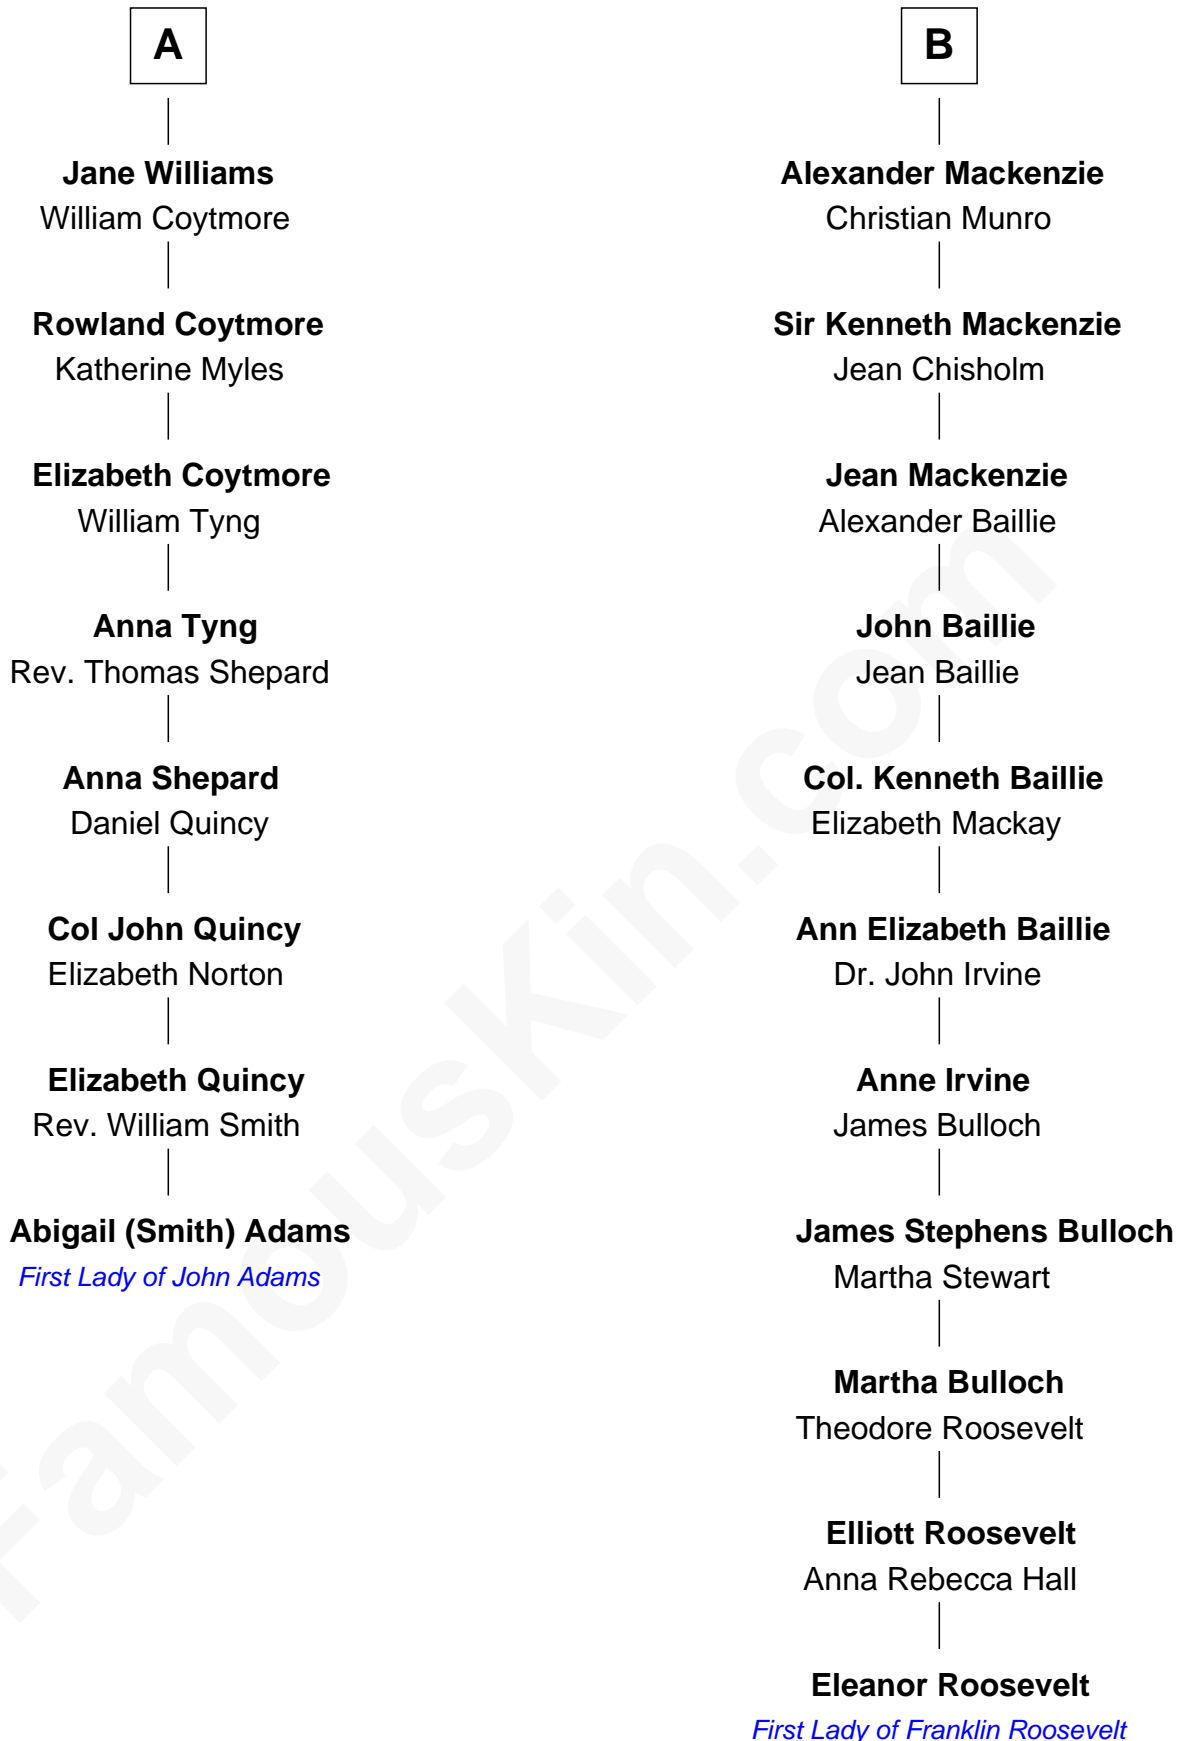 A
Jane Williams
William Coytmore
Rowland Coytmore
Katherine Myles
Elizabeth Coytmore
William Tyng
Anna Tyng
Rev. Thomas Shepard
Anna Shepard
Daniel Quincy
Col John Quincy
Elizabeth Norton
Elizabeth Quincy
Rev. William Smith
Abigail (Smith) Adams
First Lady of John Adams
B
Alexander Mackenzie
Christian Munro
Sir Kenneth Mackenzie
Jean Chisholm
Jean Mackenzie
Alexander Baillie
John Baillie
Jean Baillie
Col. Kenneth Baillie
Elizabeth Mackay
Ann Elizabeth Baillie
Dr. John Irvine
Anne Irvine
James Bulloch
James Stephens Bulloch
Martha Stewart
Martha Bulloch
Theodore Roosevelt
Elliott Roosevelt
Anna Rebecca Hall
Eleanor Roosevelt
First Lady of Franklin Roosevelt
FamousKin.com